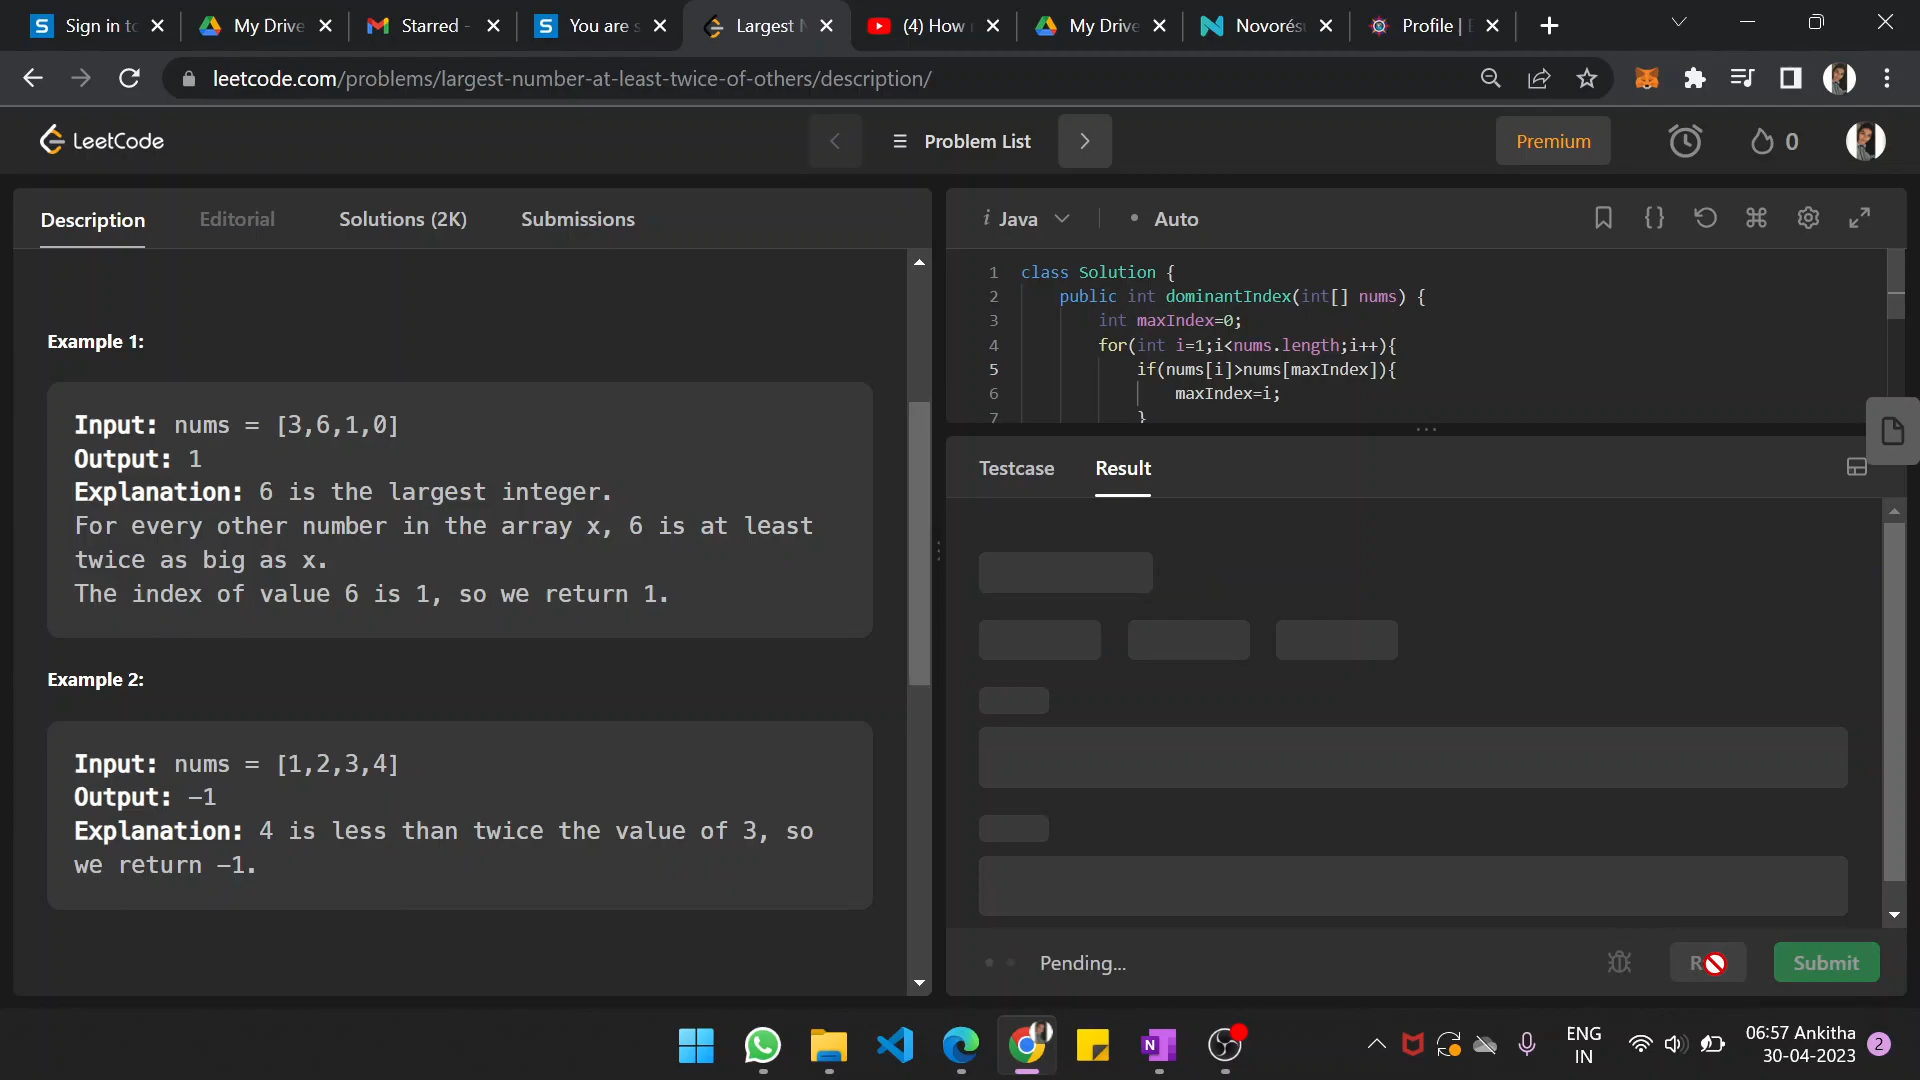 Sign in to
My Drive
Starred -
You are s
Largest N
(4) How
My Drive
Novorésu
Profile |
leetcode.com/problems/largest-number-at-least-twice-of-others/description/
LeetCode
Problem List
Premium
0
Description
Editorial
Solutions (2K)
Submissions
Example 1:
Input: nums = [3,6,1,0]
Output: 1
Explanation: 6 is the largest integer.
For every other number in the array x, 6 is at least
twice as big as x.
The index of value 6 is 1, so we return 1.
Example 2:
Input: nums = [1,2,3,4]
Output: -1
Explanation: 4 is less than twice the value of 3, so
we return -1.
i Java
• Auto
1 class Solution {
2 public int dominantIndex(int[] nums) {
3 int maxIndex=0;
4 for(int i=1;i<nums.length;i++){
5 if(nums[i]>nums[maxIndex]){
6 maxIndex=i;
7 }
Testcase
Result
Pending...
Submit
ENG
IN
06:57 Ankitha
30-04-2023
2